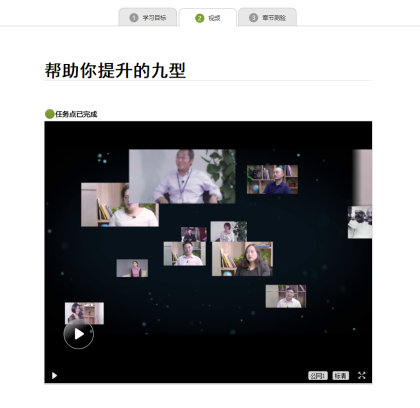 1 学习目标
2 视频
3 章节测验
帮助你提升的九型
任务点已完成
公网1 标清